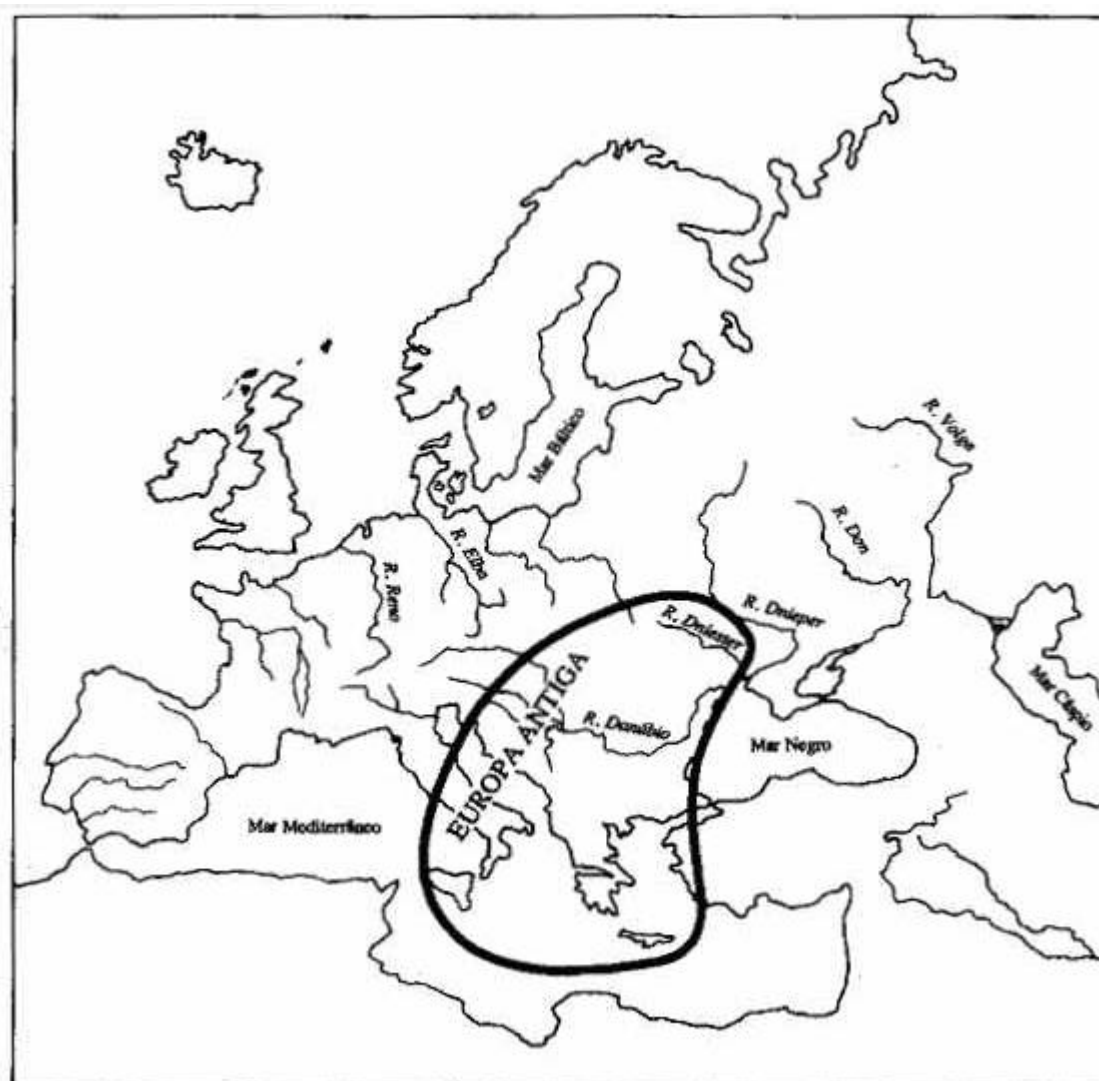 R. Volga
Mar Báltico
R. Don
R. Elba
R. Reno
R. Dnieper
R. Dniester
Mar Cáspio
EUROPA ANTIGA
R. Danúbio
Mar Negro
Mar Mediterrâneo